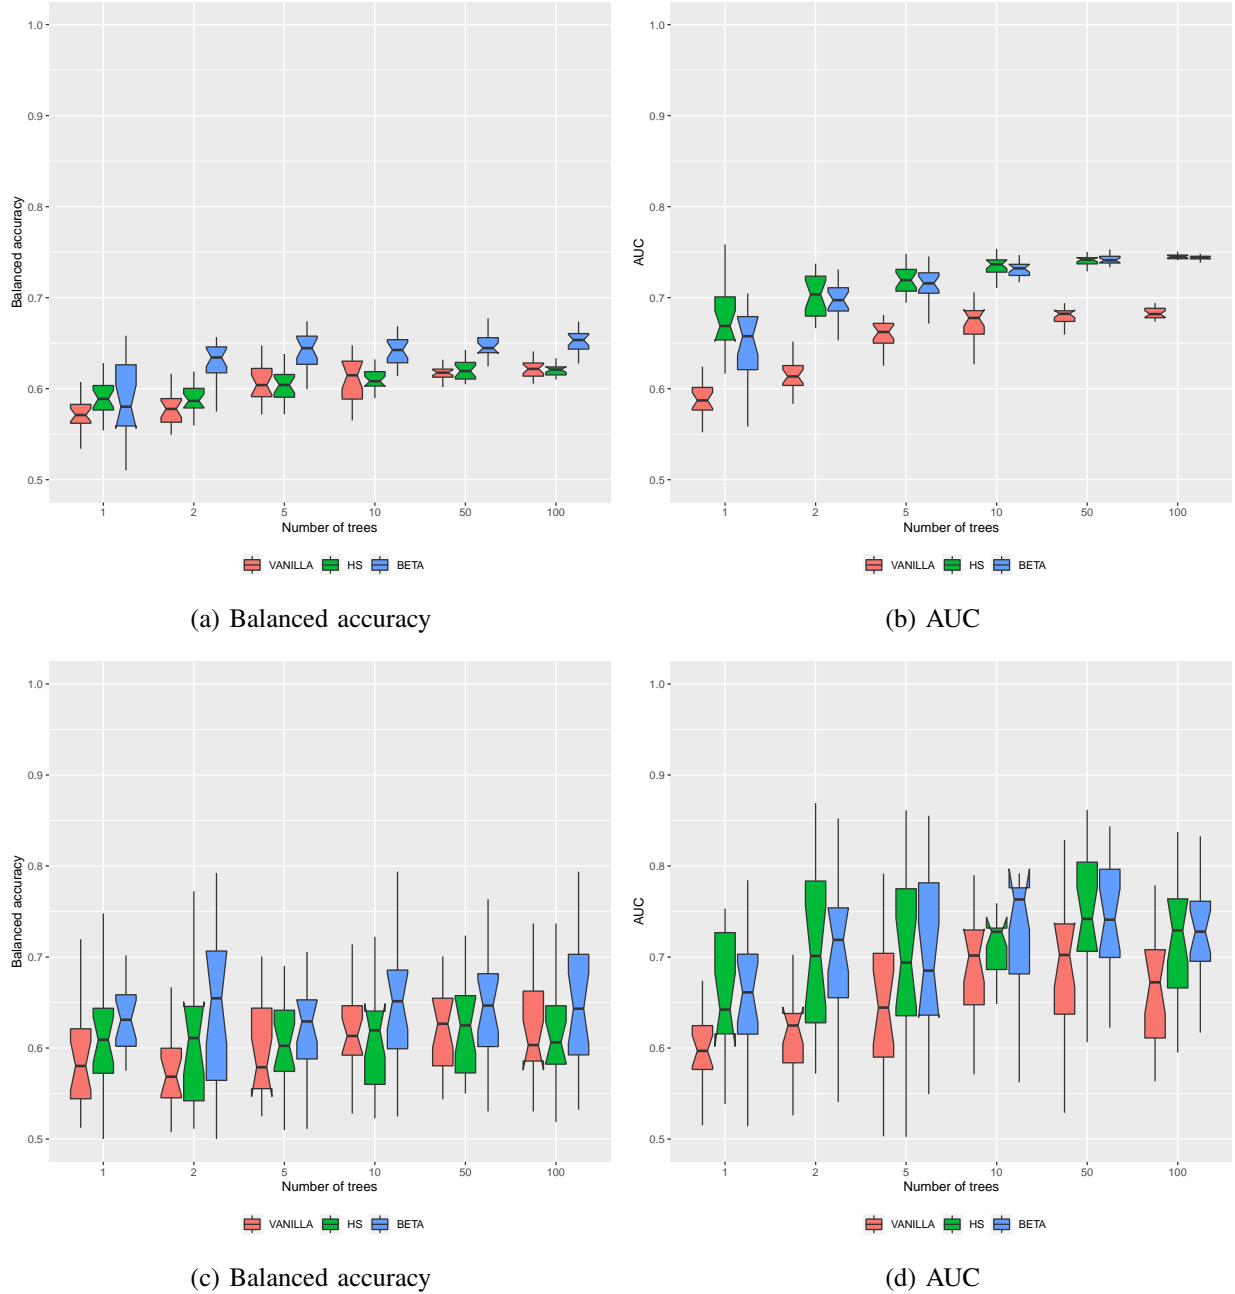 1.0
0.9
0.8
0.7
0.6
0.5
Balanced accuracy
1 2 5 10 50 100
Number of trees
VANILLA HS BETA
(a) Balanced accuracy
1.0
0.9
0.8
0.7
0.6
0.5
AUC
1 2 5 10 50 100
Number of trees
VANILLA HS BETA
(b) AUC
1.0
0.9
0.8
0.7
0.6
0.5
Balanced accuracy
1 2 5 10 50 100
Number of trees
VANILLA HS BETA
(c) Balanced accuracy
1.0
0.9
0.8
0.7
0.6
0.5
AUC
1 2 5 10 50 100
Number of trees
VANILLA HS BETA
(d) AUC